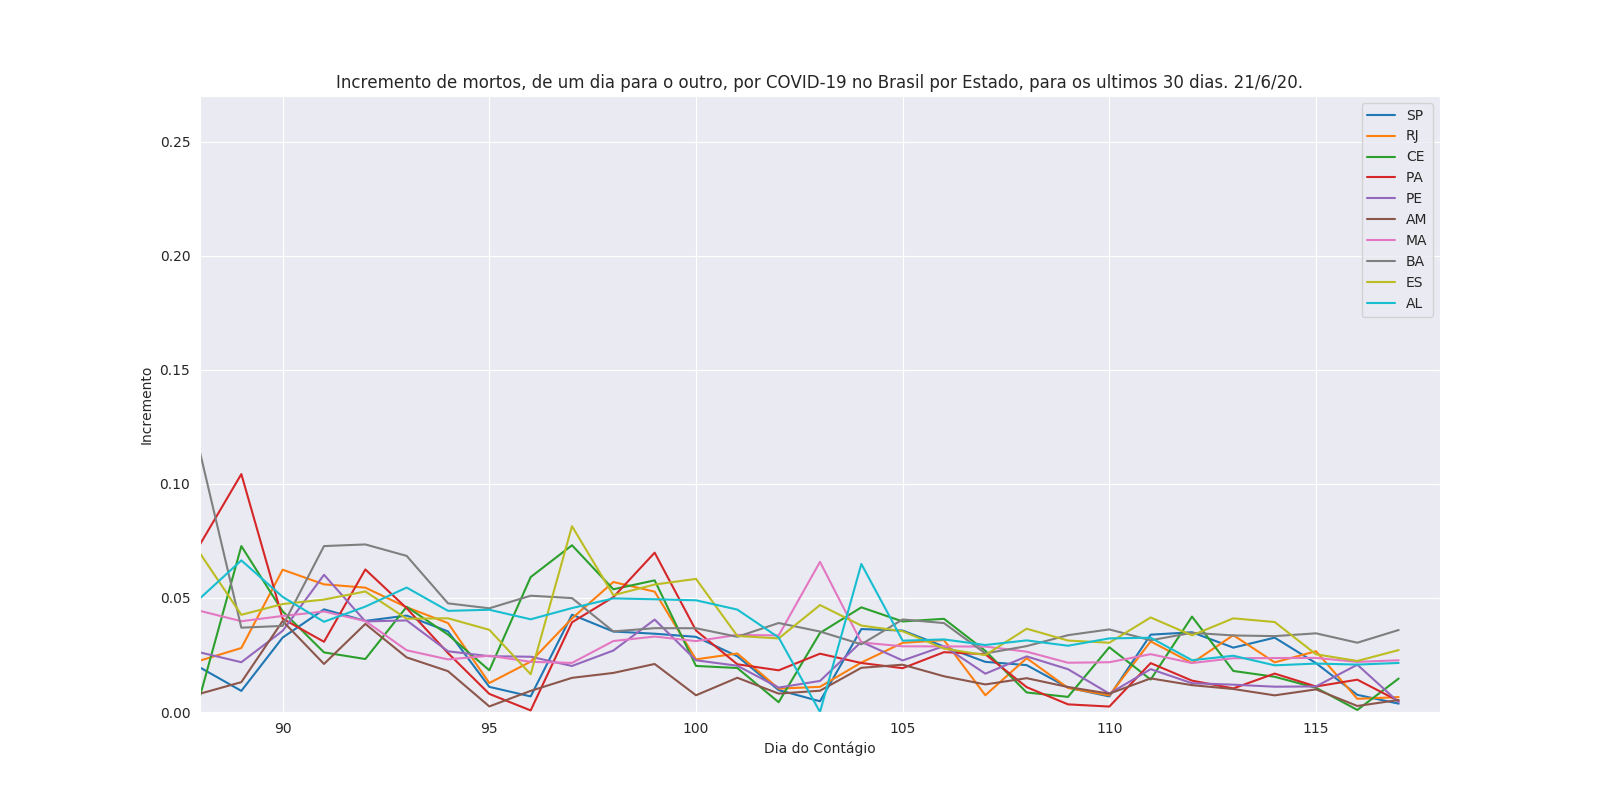 Incremento de mortos, de um dia para o outro, por COVID-19 no Brasil por Estado, para os ultimos 30 dias. 21/6/20.
SP
RJ
CE
PA
PE
AM
MA
BA
ES
AL
0.25
0.20
0.15
0.10
0.05
0.00
Incremento
90 95 100 105 110 115
Dia do Contágio